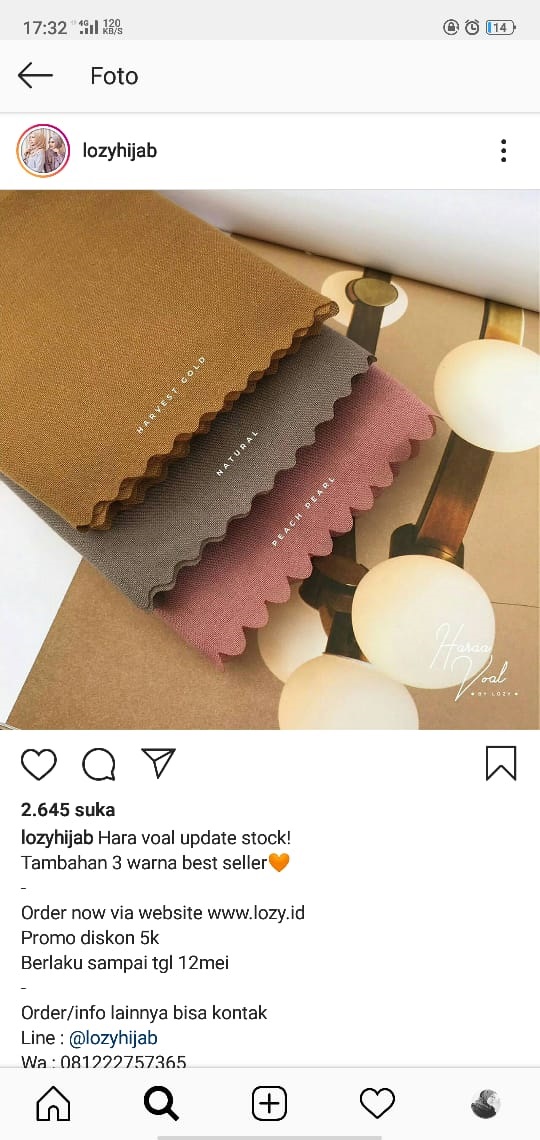 17:32 4G 120 KB/S 14
Foto
lozyhijab
HARVEST GOLD
NATURAL
PEACH PEARL
Haraa
Voal
BY LOZY
2.645 suka
lozyhijab Hara voal update stock!
Tambahan 3 warna best seller🧡
-
Order now via website www.lozy.id
Promo diskon 5k
Berlaku sampai tgl 12mei
-
Order/info lainnya bisa kontak
Line : @lozyhijab
Wa : 081222757365